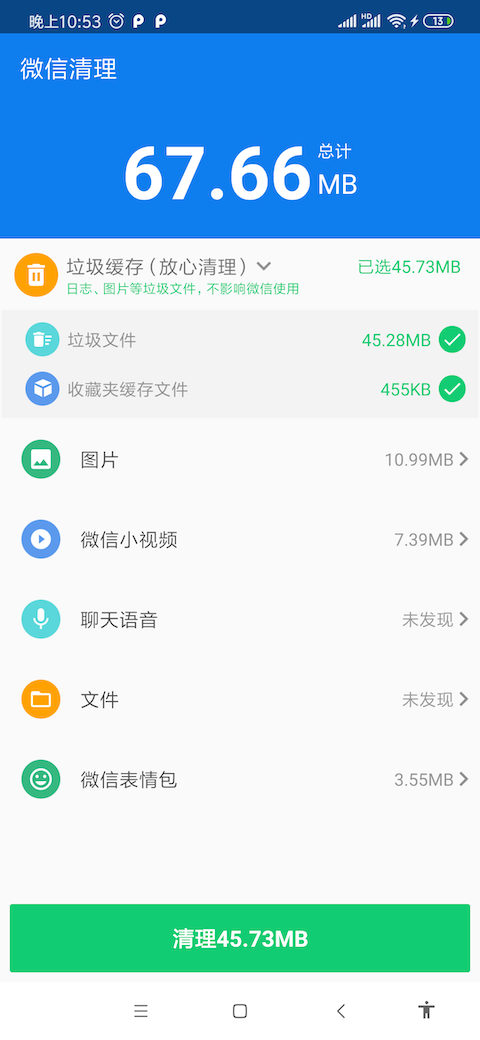 晚上10:53
HD
13
微信清理
67.66
总计
MB
垃圾缓存(放心清理)
已选45.73MB
日志、图片等垃圾文件,不影响微信使用
垃圾文件
45.28MB
收藏夹缓存文件
455KB
图片
10.99MB
微信小视频
7.39MB
聊天语音
未发现
文件
未发现
微信表情包
3.55MB
清理45.73MB